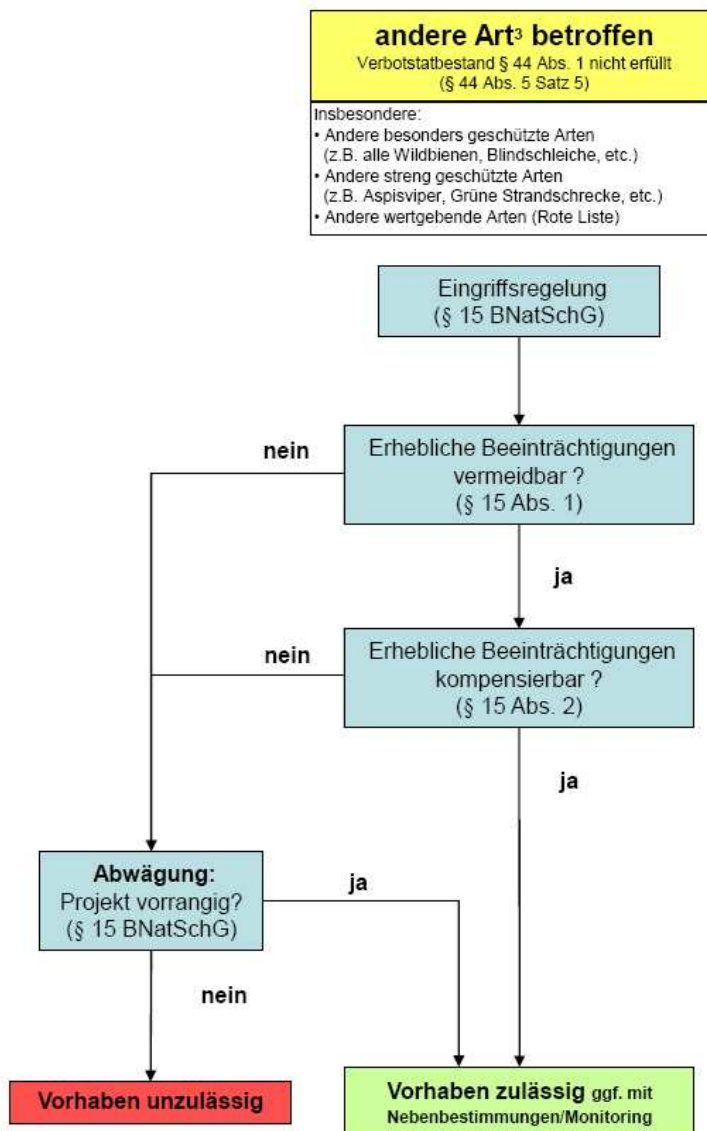 andere Art³ betroffen
Verbotstatbestand § 44 Abs. 1 nicht erfüllt
(§ 44 Abs. 5 Satz 5)
Insbesondere:
• Andere besonders geschützte Arten
(z.B. alle Wildbienen, Blindschleiche, etc.)
• Andere streng geschützte Arten
(z.B. Aspisviper, Grüne Strandschrecke, etc.)
• Andere wertgebende Arten (Rote Liste)
Eingriffsregelung
(§ 15 BNatSchG)
nein
Erhebliche Beeinträchtigungen
vermeidbar ?
(§ 15 Abs. 1)
ja
nein
Erhebliche Beeinträchtigungen
kompensierbar ?
(§ 15 Abs. 2)
ja
Abwägung:
Projekt vorrangig?
(§ 15 BNatSchG)
ja
nein
Vorhaben unzulässig
Vorhaben zulässig ggf. mit
Nebenbestimmungen/Monitoring